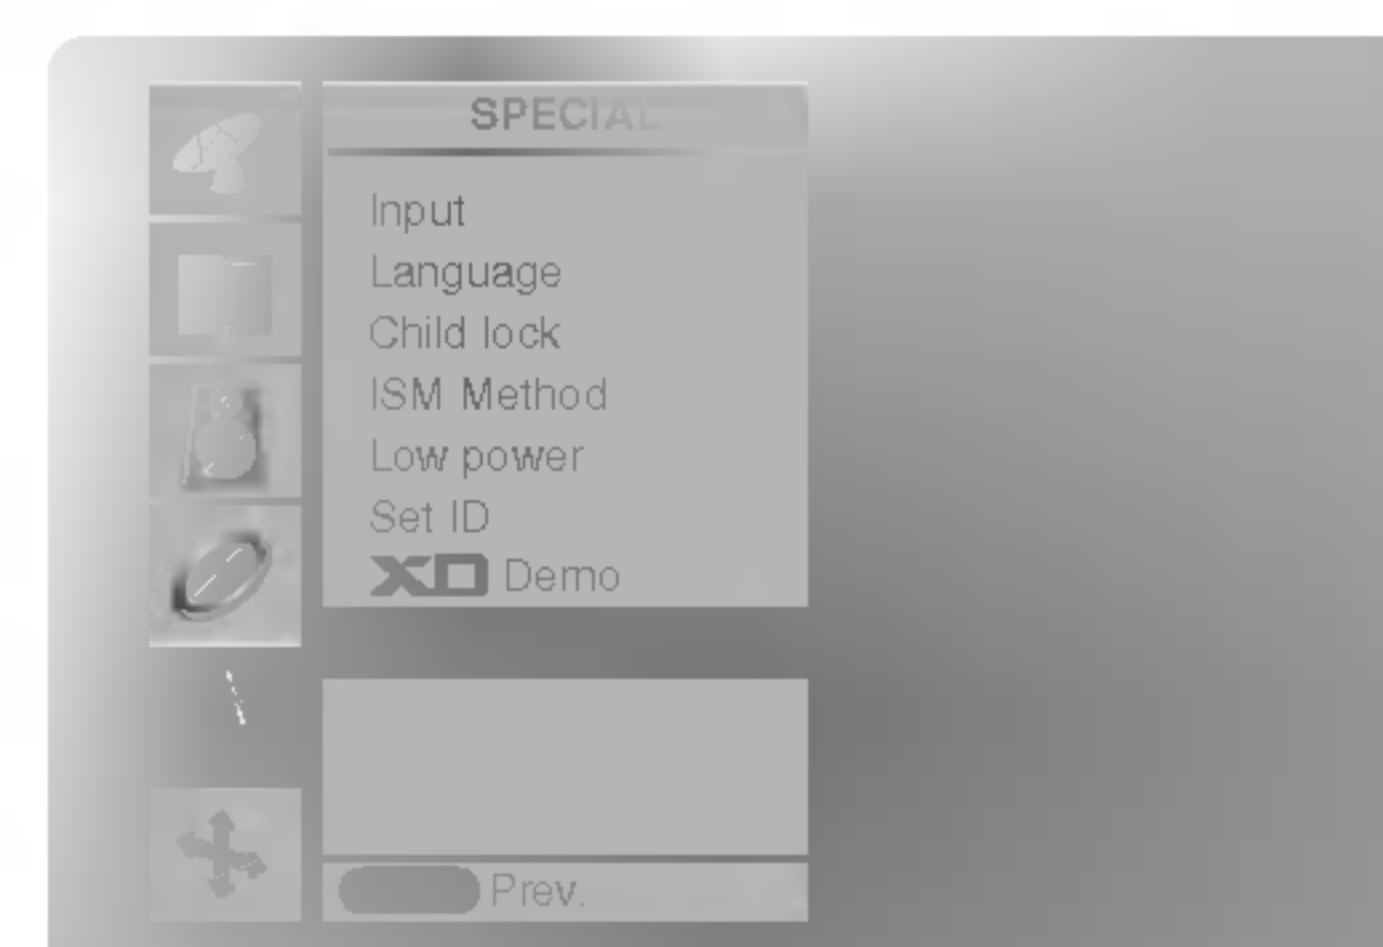 SPECIAL
Input
Language
Child lock
ISM Method
Low power
Set ID
XD Demo
Prev.